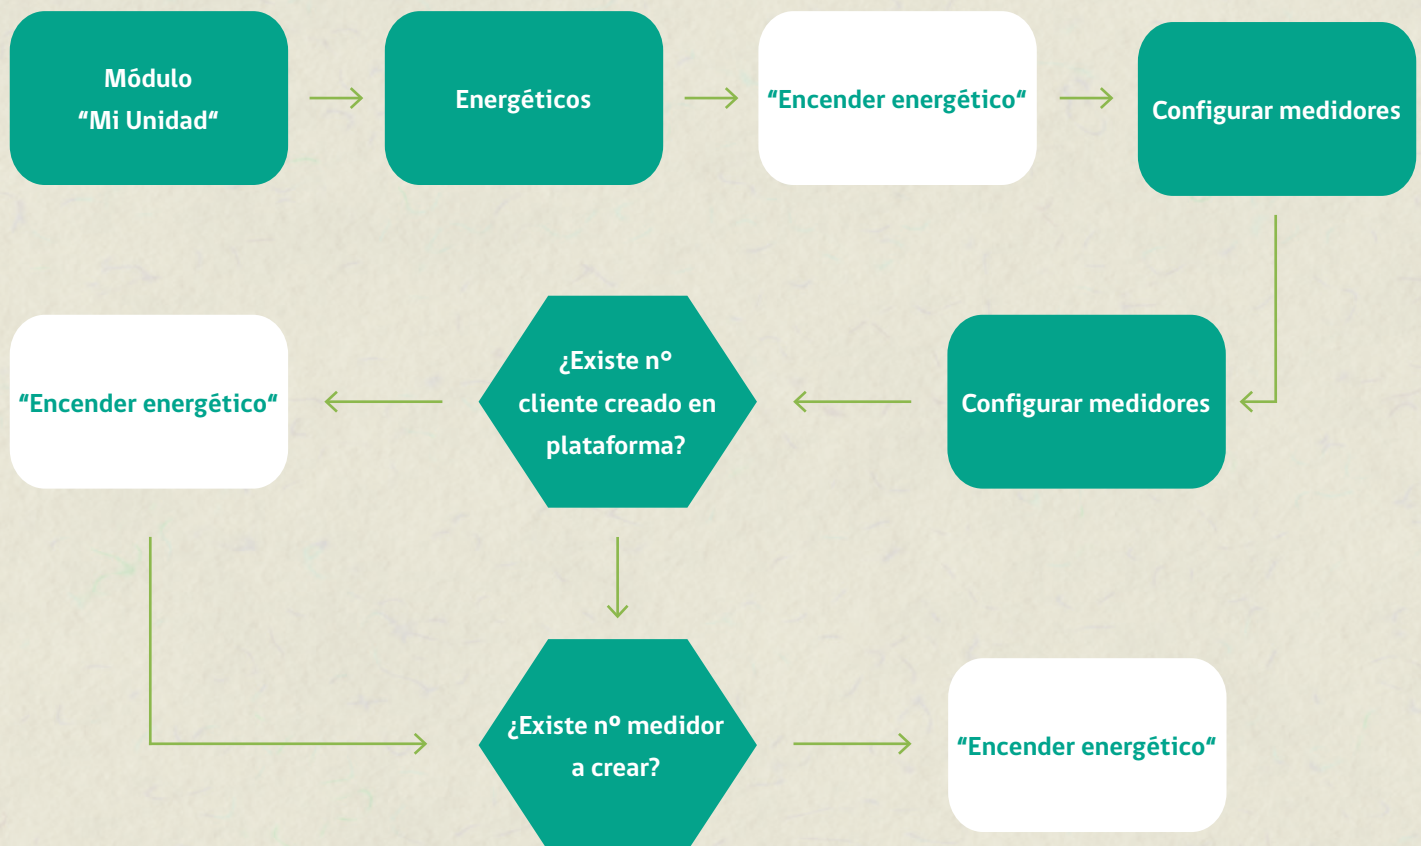 Módulo
“Mi Unidad“
Energéticos
“Encender energético“
Configurar medidores
Configurar medidores
¿Existe n°
cliente creado en
plataforma?
“Encender energético“
¿Existe nº medidor
a crear?
“Encender energético“